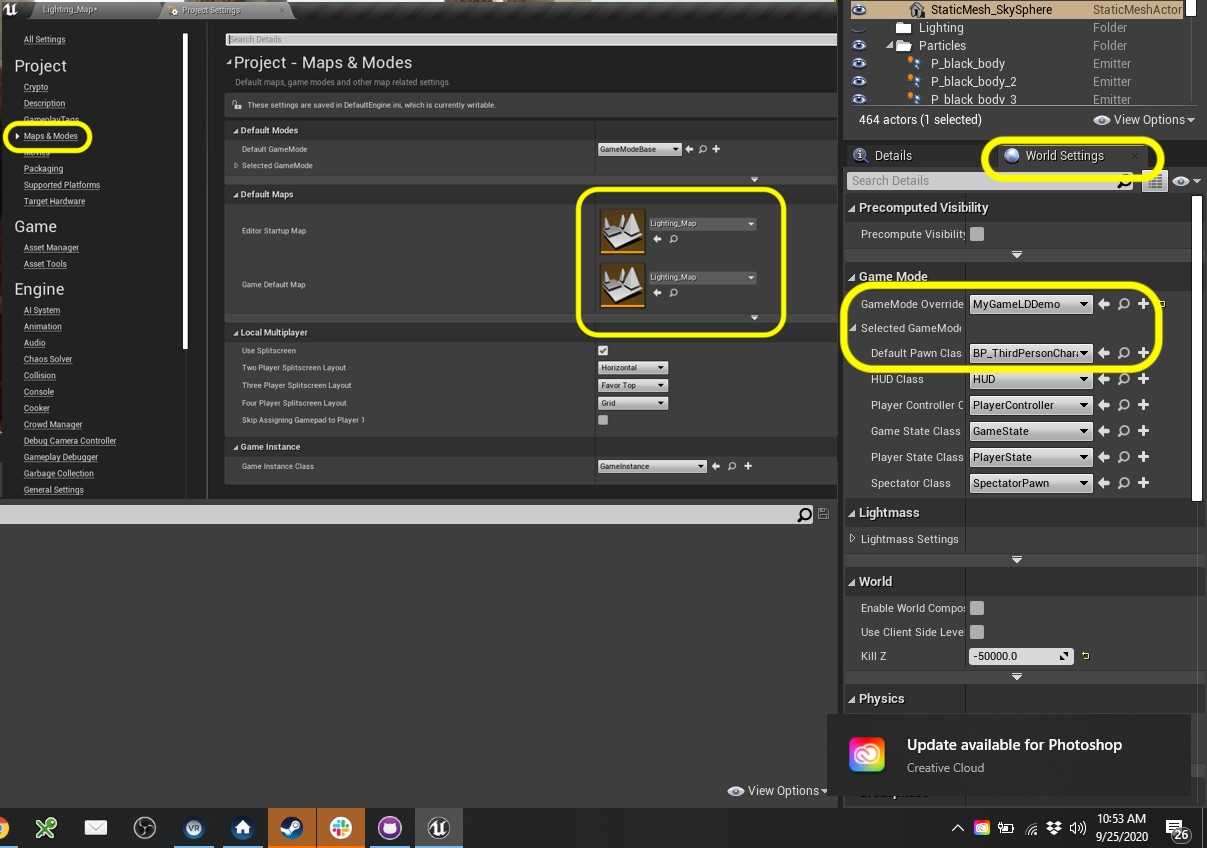 Lighting_Map*
Project Settings
All Settings
Project
Crypto
Description
GameplayTags
Maps & Modes
Movies
Packaging
Supported Platforms
Target Hardware
Game
Asset Manager
Asset Tools
Engine
AI System
Animation
Audio
Chaos Solver
Collision
Console
Cooker
Crowd Manager
Debug Camera Controller
Gameplay Debugger
Garbage Collection
General Settings
Search Details
Project - Maps & Modes
Default maps, game modes and other map related settings.
These settings are saved in DefaultEngine.ini, which is currently writable.
Default Modes
Default GameMode GameModeBase
Selected GameMode
Default Maps
Editor Startup Map Lighting_Map
Game Default Map Lighting_Map
Local Multiplayer
Use Splitscreen
Two Player Splitscreen Layout Horizontal
Three Player Splitscreen Layout Favor Top
Four Player Splitscreen Layout Grid
Skip Assigning Gamepad to Player 1
Game Instance
Game Instance Class GameInstance
View Options
StaticMesh_SkySphere StaticMeshActor
Lighting Folder
Particles Folder
P_black_body Emitter
P_black_body_2 Emitter
P_black_body_3 Emitter
464 actors (1 selected) View Options
Details World Settings
Search Details
Precomputed Visibility
Precompute Visibility
Game Mode
GameMode Override MyGameLDDemo
Selected GameMode
Default Pawn Clas BP_ThirdPersonChar
HUD Class HUD
Player Controller C PlayerController
Game State Class GameState
Player State Class PlayerState
Spectator Class SpectatorPawn
Lightmass
Lightmass Settings
World
Enable World Compos
Use Client Side Leve
Kill Z -50000.0
Physics
Update available for Photoshop
Creative Cloud
VR
10:53 AM
9/25/2020
26